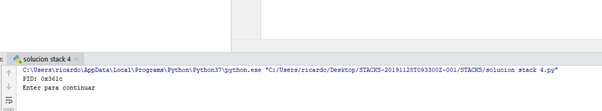 solucion stack 4
C:\Users\ricardo\AppData\Local\Programs\Python\Python37\python.exe "C:/Users/ricardo/Desktop/STACKS-20191128T093300Z-001/STACKS/solucion stack 4.py"
PID: 0x361c
Enter para continuar